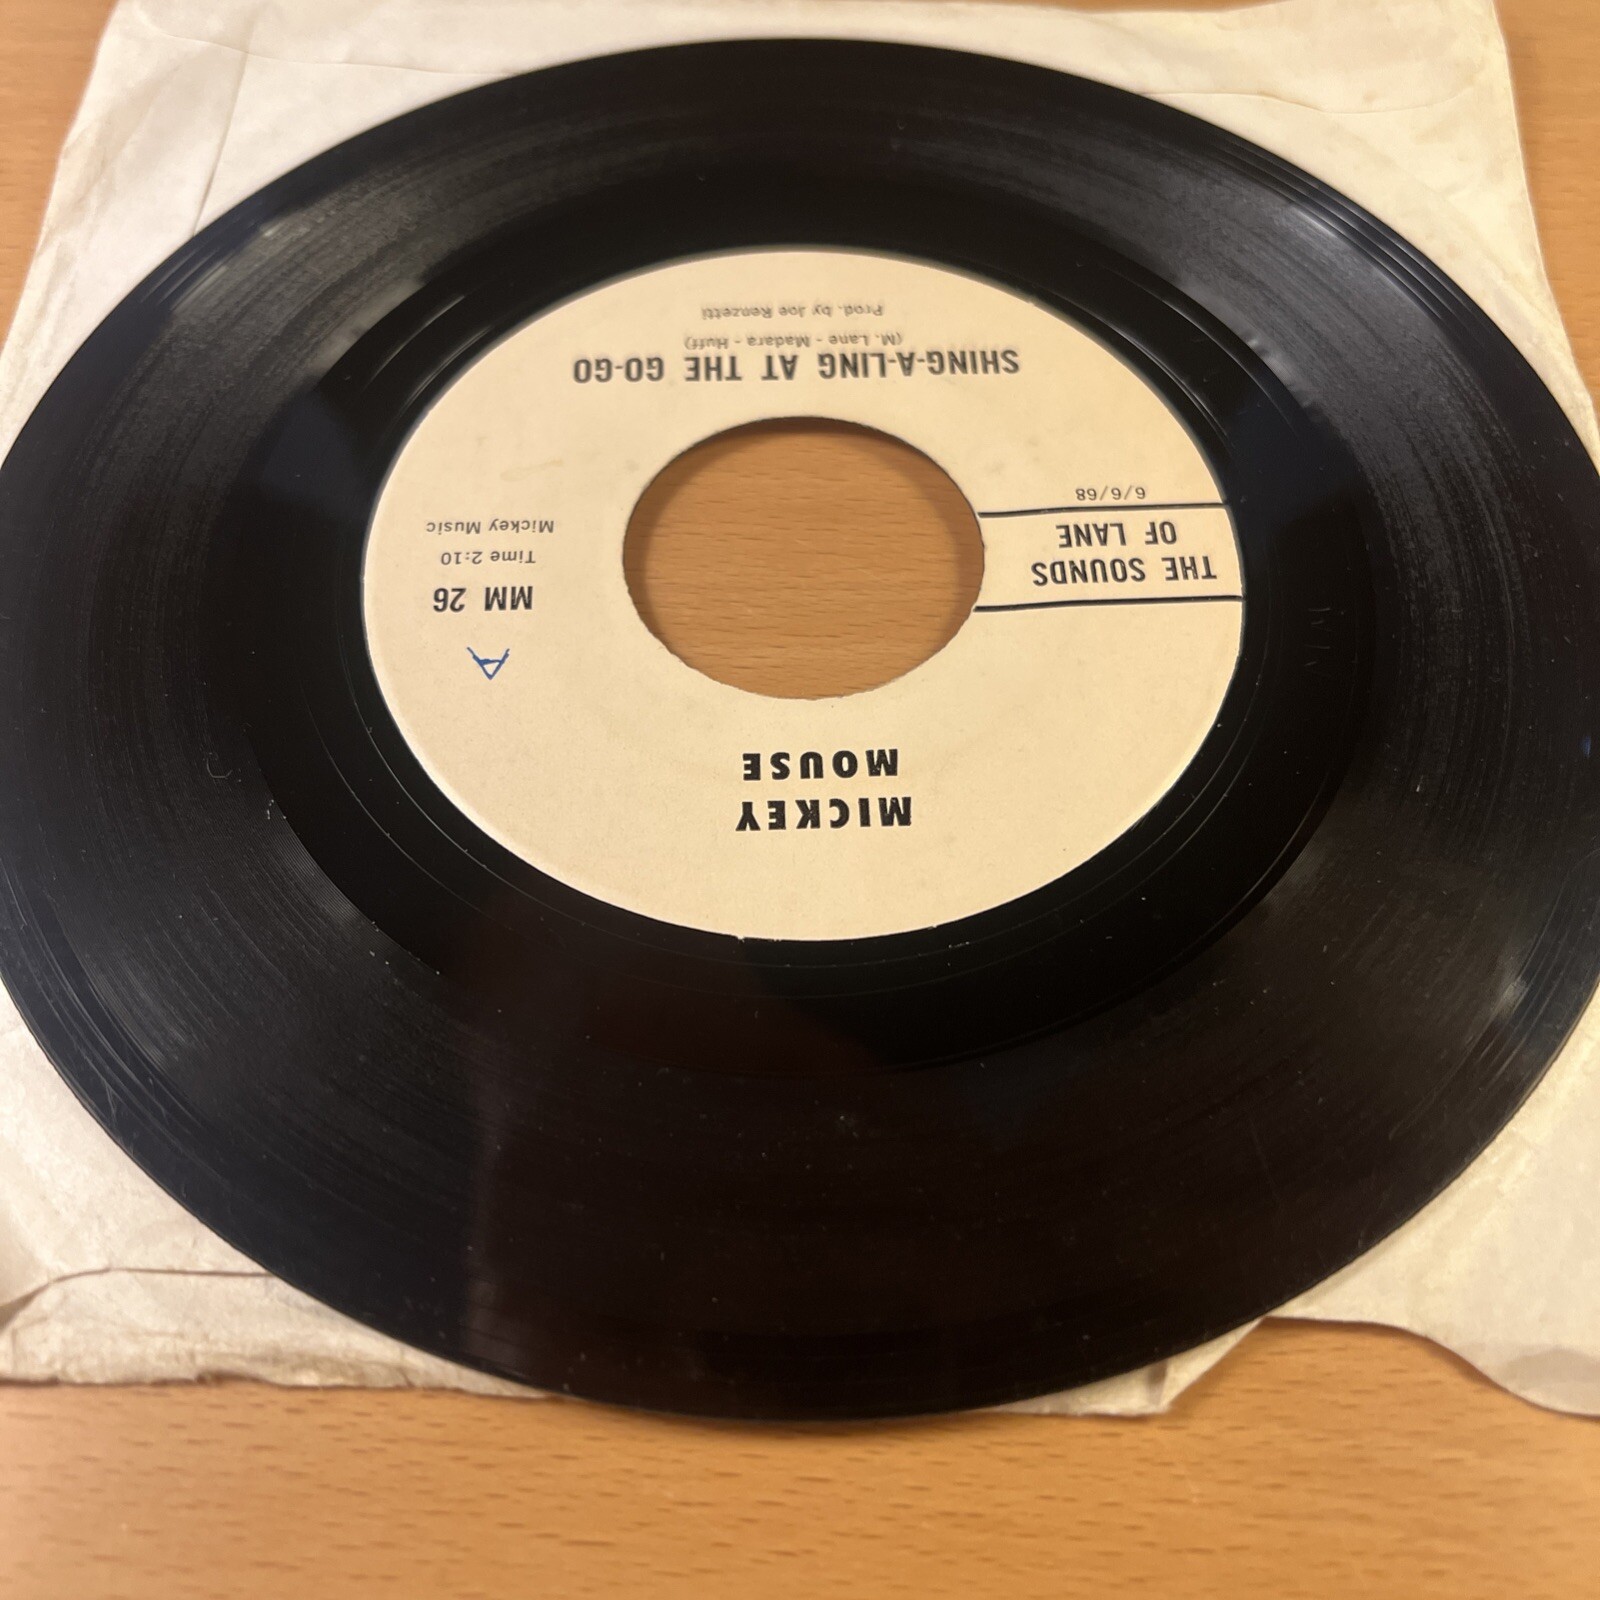 MICKEY
MOUSE
A
MM 26
Time 2:10
Mickey Music
THE SOUNDS
OF LANE
6/6/68
SHING-A-LING AT THE GO-GO
(M. Lane - Madara - Huff)
Prod. by Joe Renzetti